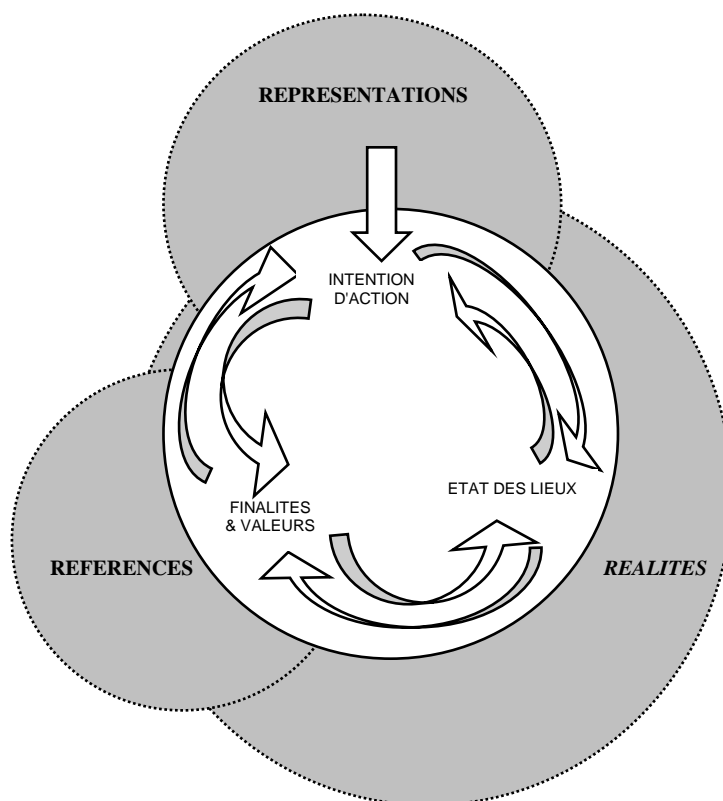 REPRESENTATIONS
INTENTION
D'ACTION
ETAT DES LIEUX
FINALITES
& VALEURS
REFERENCES
REALITES